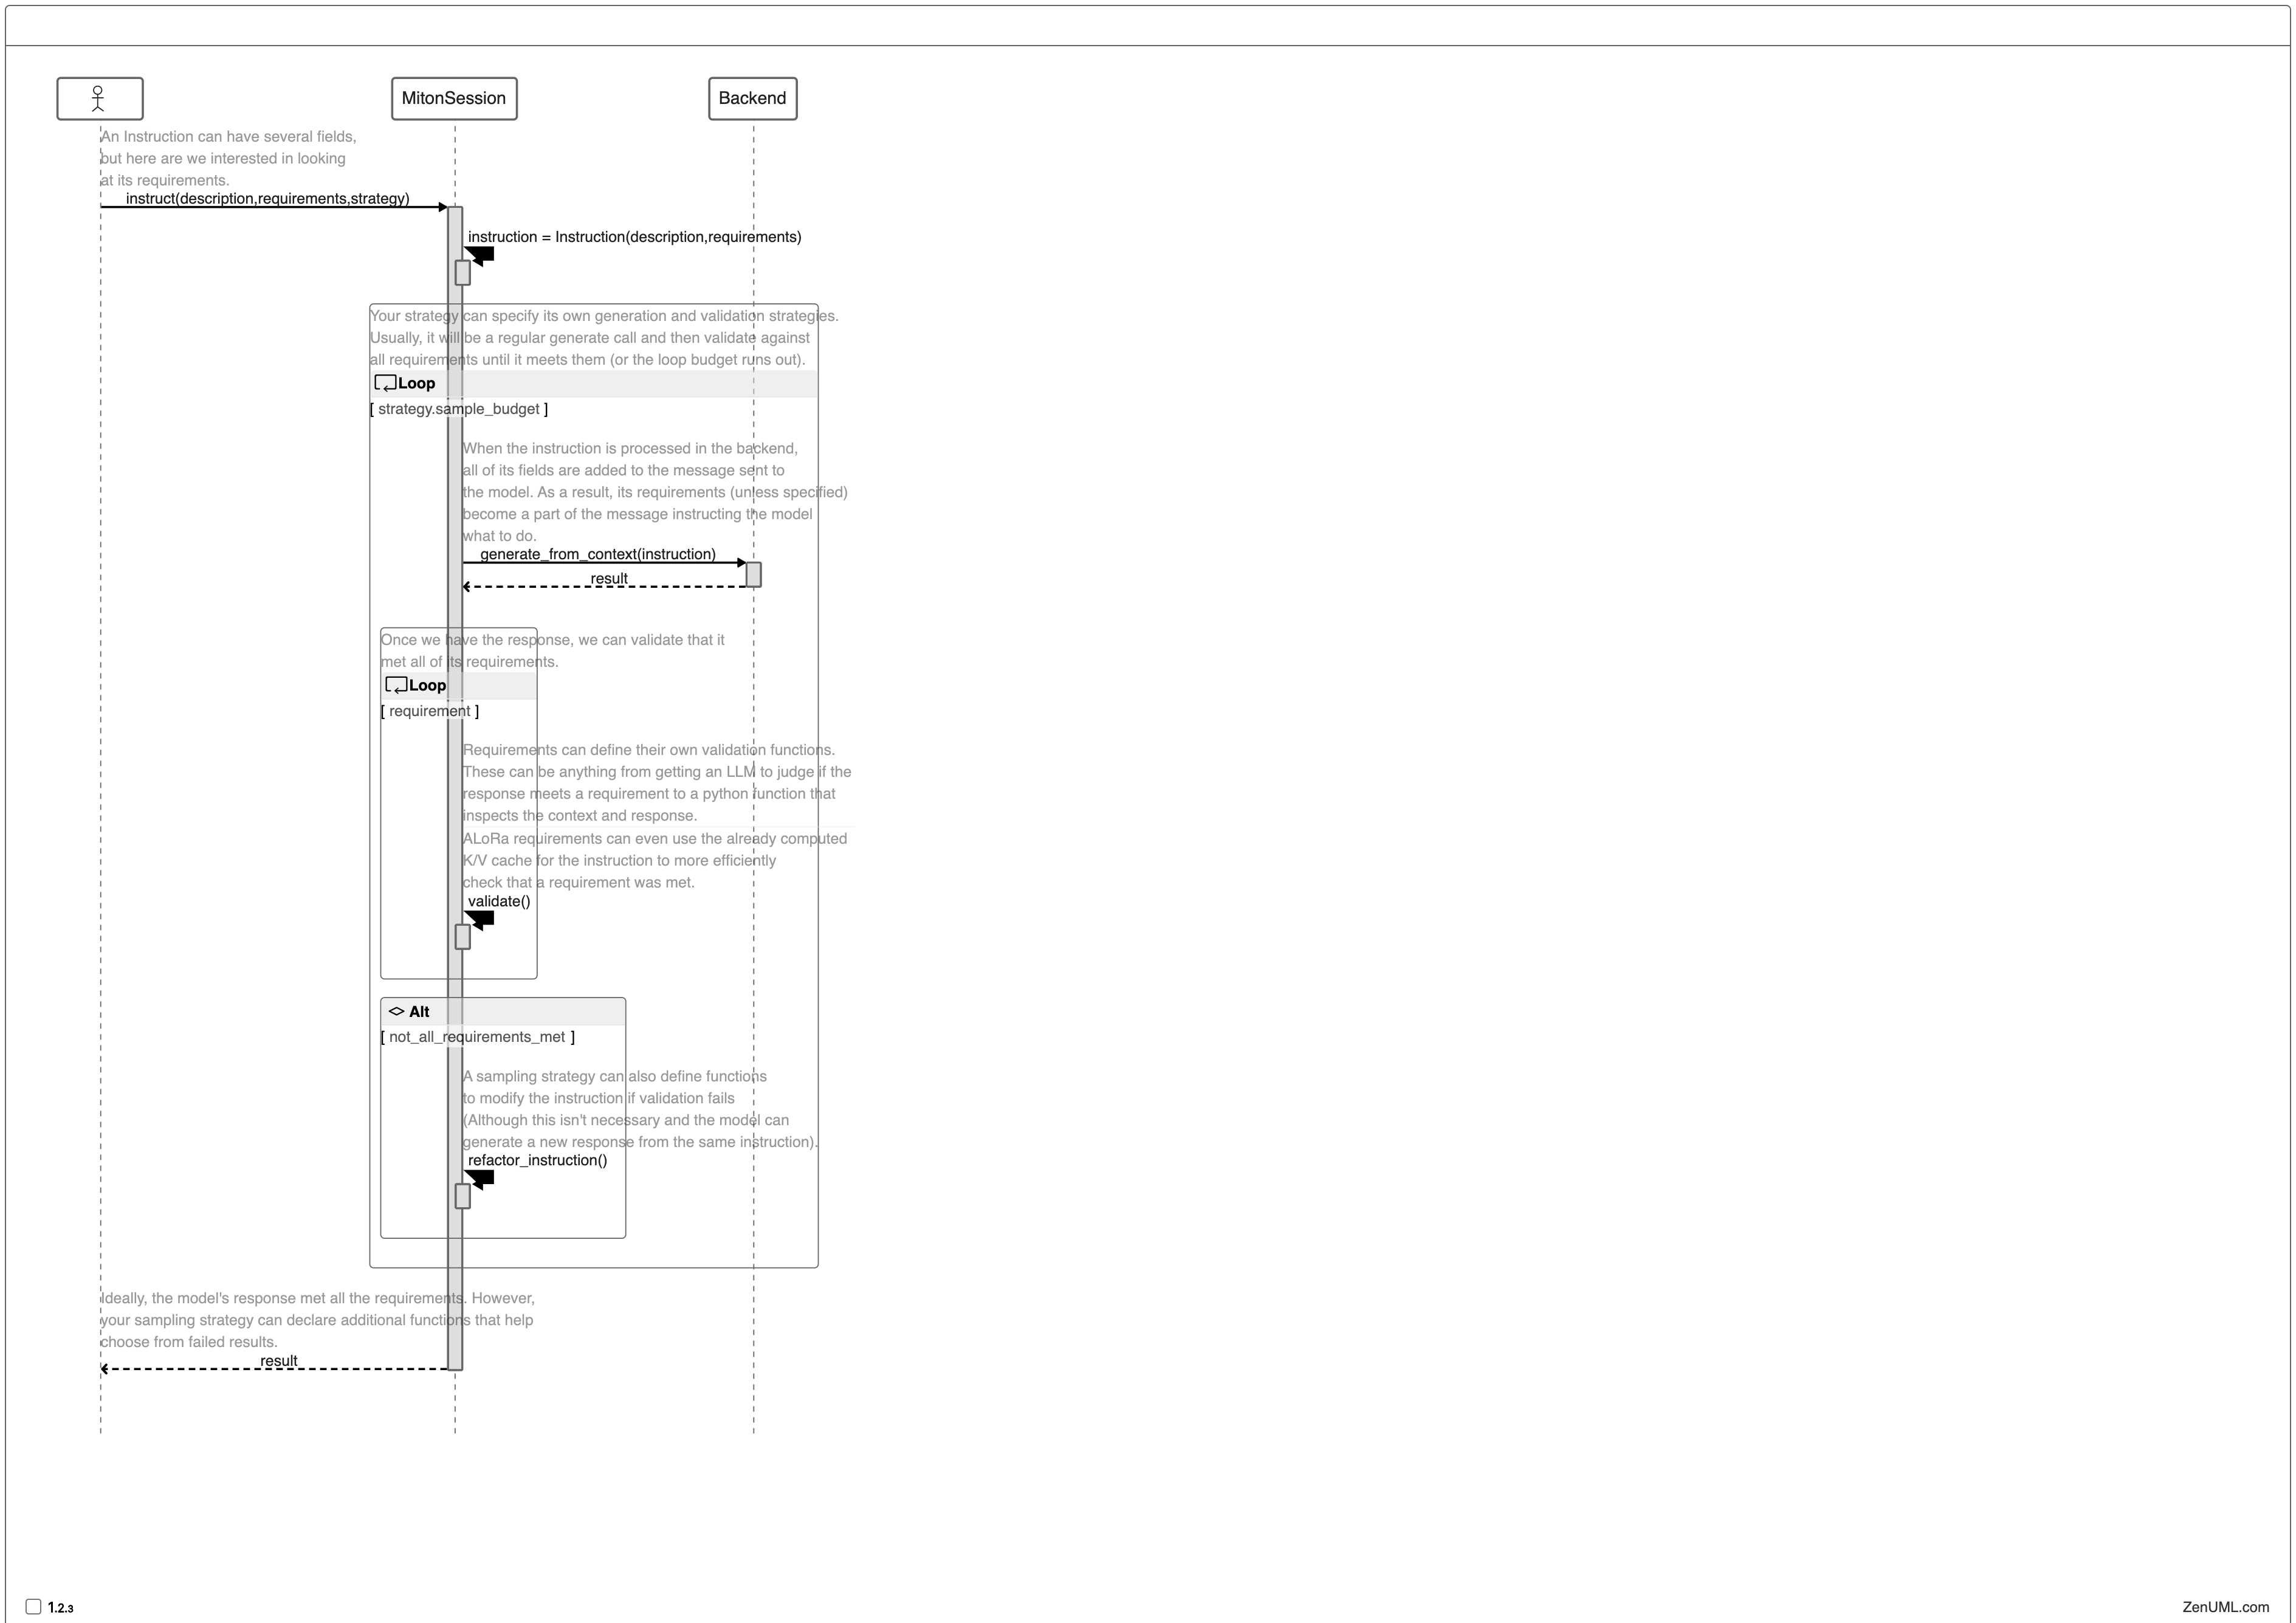 MitonSession
Backend
An Instruction can have several fields,
but here are we interested in looking
at its requirements.
instruct(description,requirements,strategy)
instruction = Instruction(description,requirements)
Your strategy can specify its own generation and validation strategies.
Usually, it will be a regular generate call and then validate against
all requirements until it meets them (or the loop budget runs out).
Loop
[ strategy.sample_budget ]
When the instruction is processed in the backend,
all of its fields are added to the message sent to
the model. As a result, its requirements (unless specified)
become a part of the message instructing the model
what to do.
generate_from_context(instruction)
result
Once we have the response, we can validate that it
met all of its requirements.
Loop
[ requirement ]
Requirements can define their own validation functions.
These can be anything from getting an LLM to judge if the
response meets a requirement to a python function that
inspects the context and response.
ALoRa requirements can even use the already computed
K/V cache for the instruction to more efficiently
check that a requirement was met.
validate()
Alt
[ not_all_requirements_met ]
A sampling strategy can also define functions
to modify the instruction if validation fails
(Although this isn't necessary and the model can
generate a new response from the same instruction).
refactor_instruction()
Ideally, the model's response met all the requirements. However,
your sampling strategy can declare additional functions that help
choose from failed results.
result
1.2.3
ZenUML.com